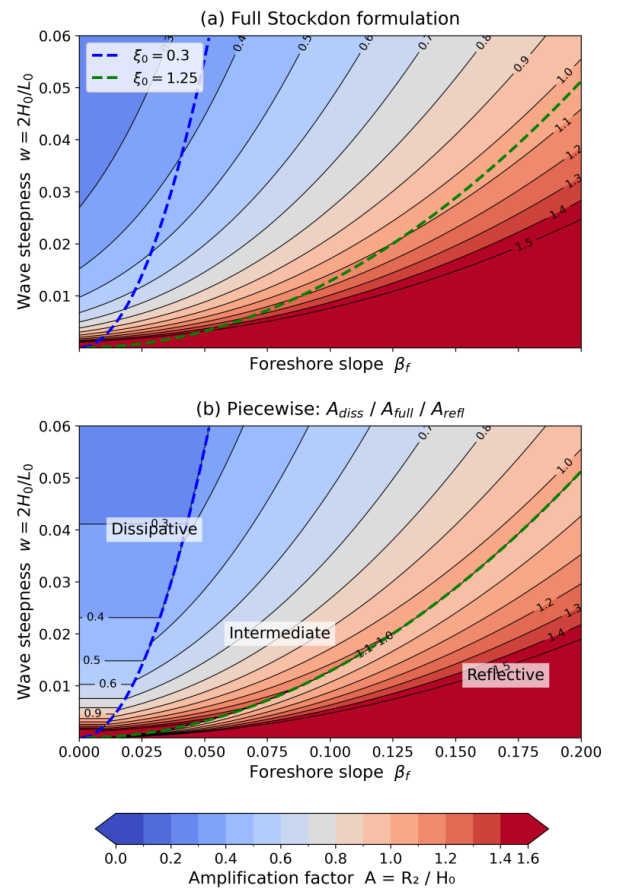 (a) Full Stockdon formulation
Wave steepness w = 2H₀/L₀
0.06
0.05
0.04
0.03
0.02
0.01
ξ₀ = 0.3
ξ₀ = 1.25
0.3
0.4
0.5
0.6
0.7
0.8
0.9
1.0
1.1
1.2
1.3
1.4
1.5
Foreshore slope β_f
(b) Piecewise: A_diss / A_full / A_refl
Wave steepness w = 2H₀/L₀
0.06
0.05
0.04
0.03
0.02
0.01
0.7
0.8
1.0
0.3
Dissipative
0.4
0.5
0.6
0.9
Intermediate
1.1
1.0
1.2
1.3
1.4
1.5
Reflective
0.000 0.025 0.050 0.075 0.100 0.125 0.150 0.175 0.200
Foreshore slope β_f
0.0 0.2 0.4 0.6 0.8 1.0 1.2 1.4 1.6
Amplification factor A = R₂ / H₀